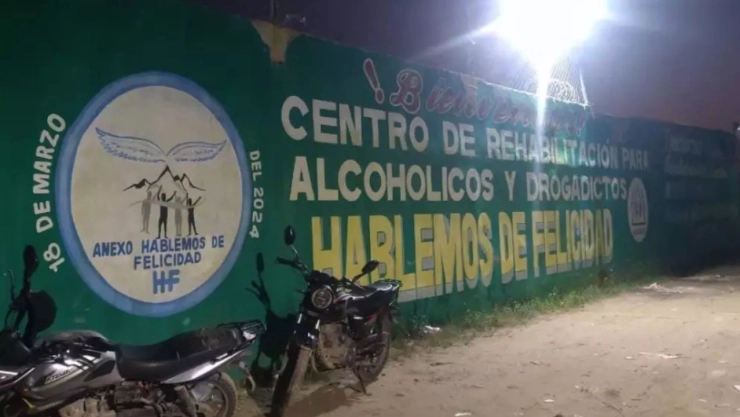 18 DE MARZO
DEL 2024
ANEXO HABLEMOS DE
FELICIDAD
HF
CENTRO DE REHABILITACIÓN PARA
ALCOHOLICOS Y DROGADICTOS
HABLEMOS DE FELICIDAD